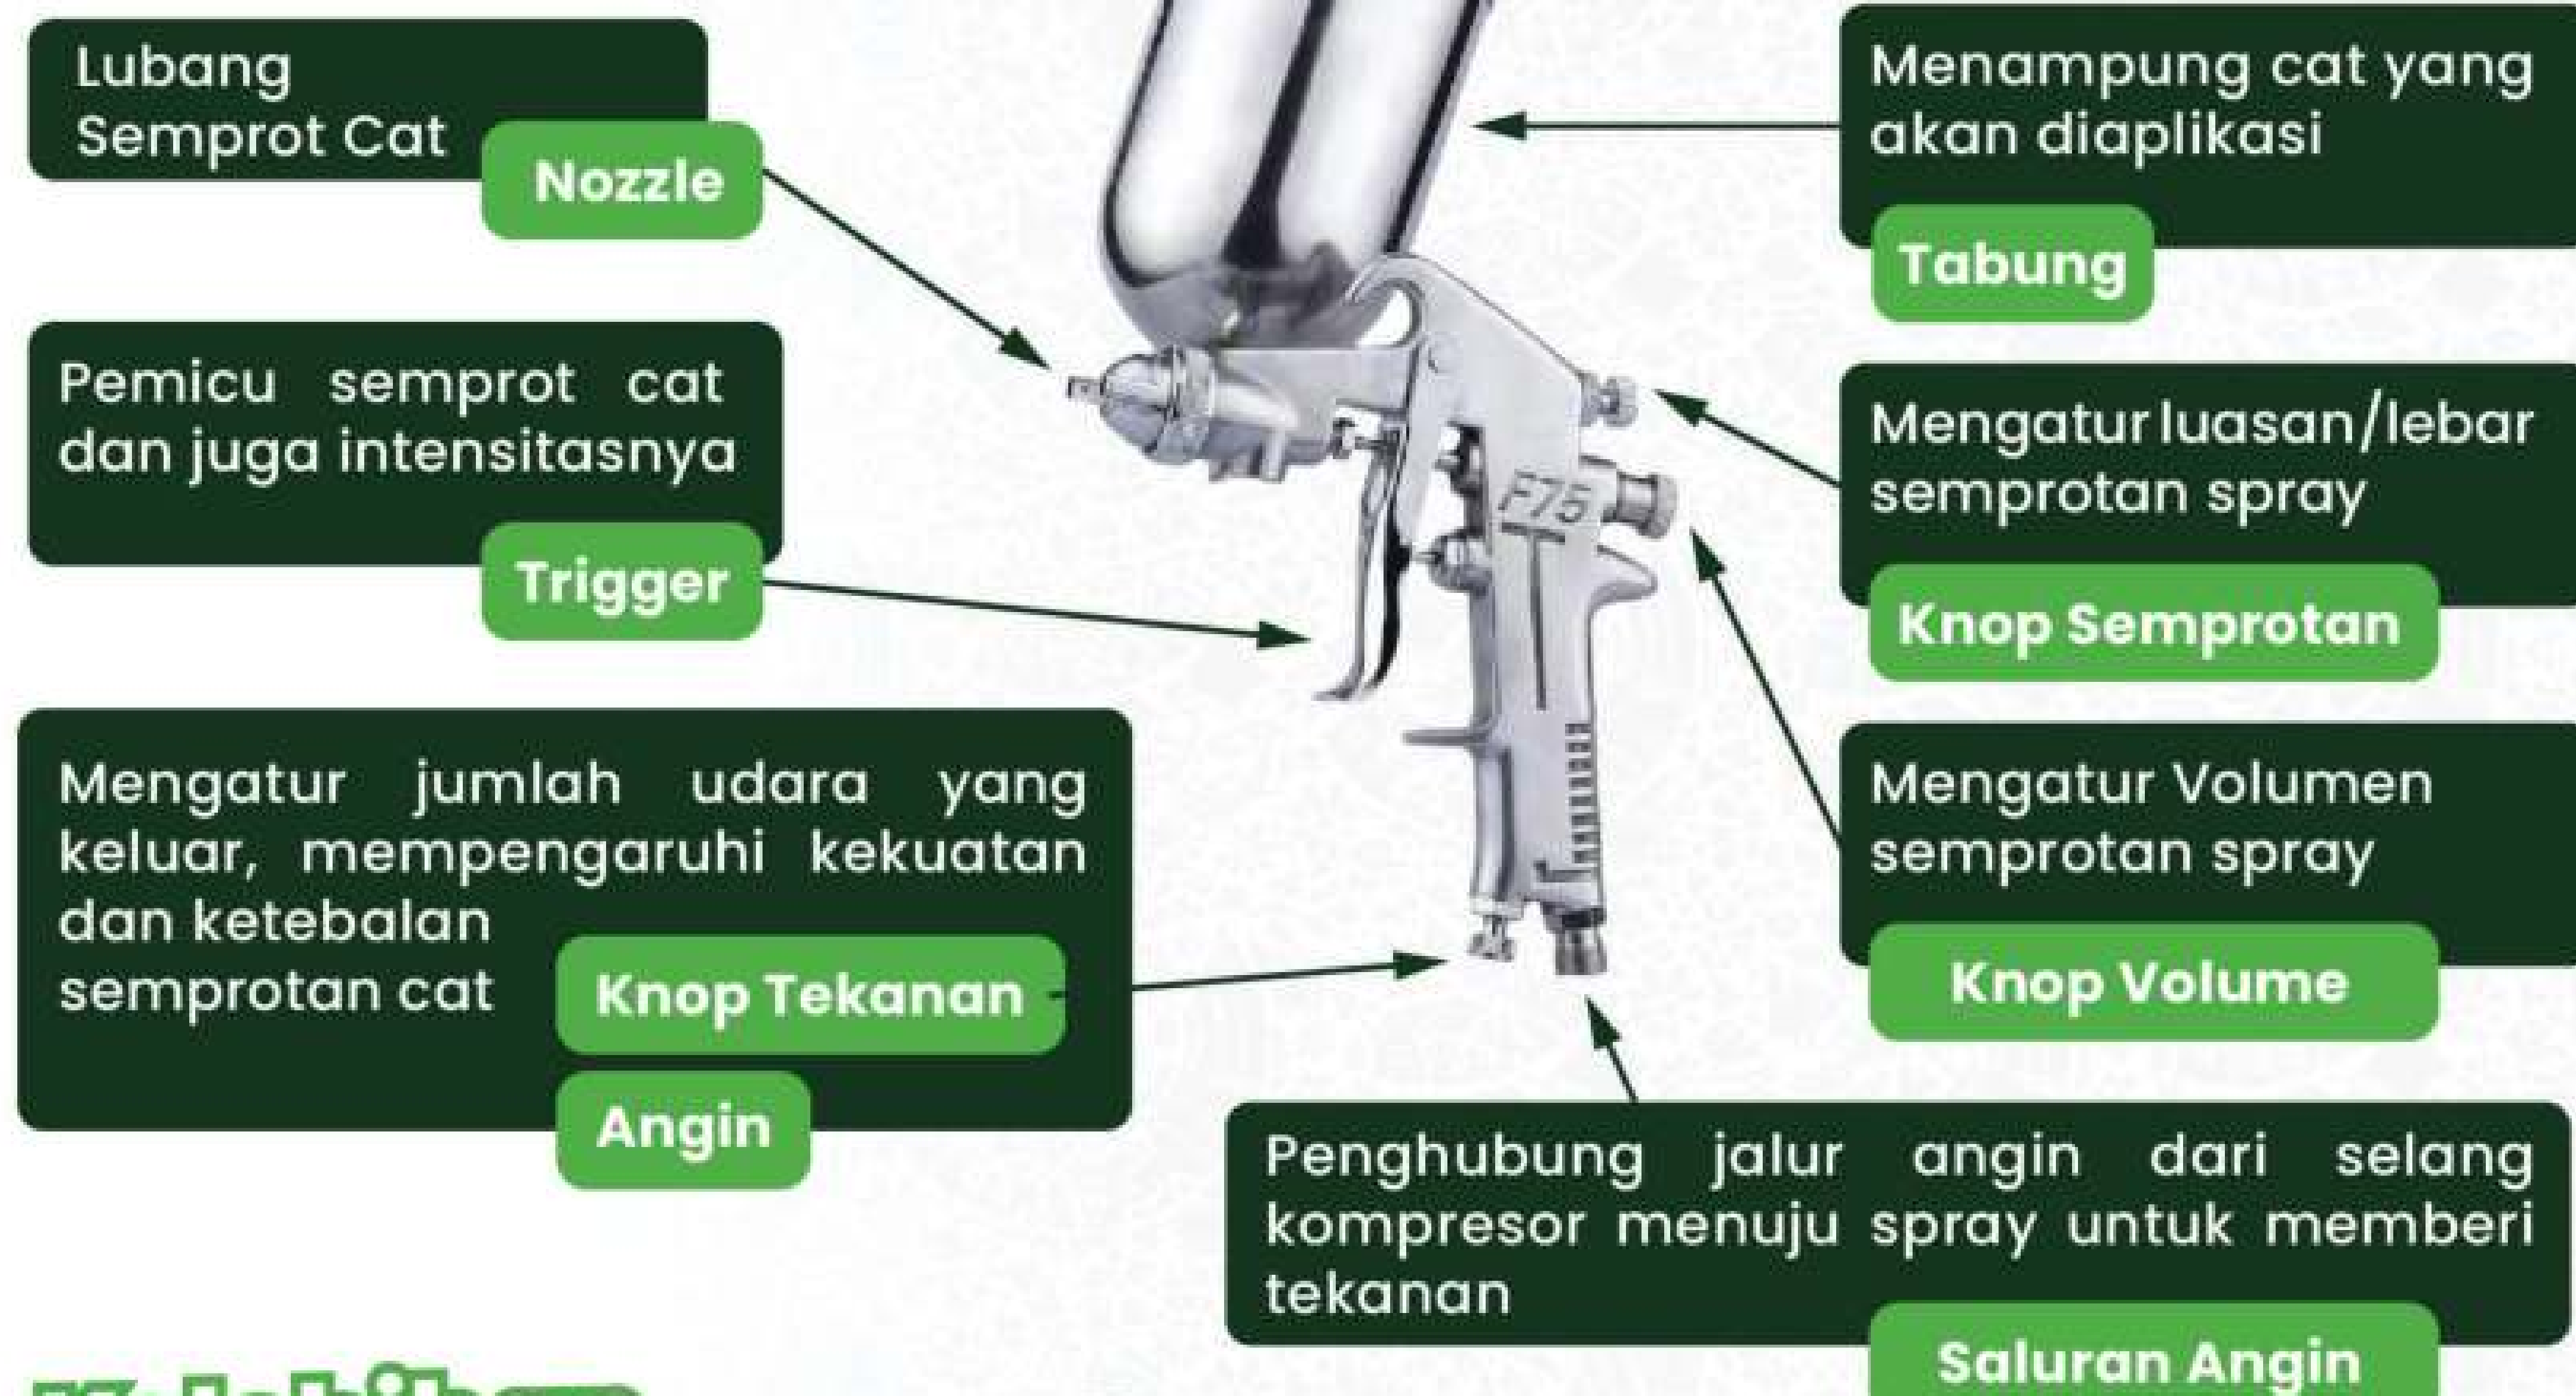 Lubang
Semprot Cat
Nozzle
Pemicu semprot cat
dan juga intensitasnya
Trigger
Mengatur jumlah udara yang
keluar, mempengaruhi kekuatan
dan ketebalan
semprotan cat
Knop Tekanan
Angin
Menampung cat yang
akan diaplikasi
Tabung
Mengatur luasan/lebar
semprotan spray
Knop Semprotan
Mengatur Volumen
semprotan spray
Knop Volume
Penghubung jalur angin dari selang
kompresor menuju spray untuk memberi
tekanan
Saluran Angin
F75